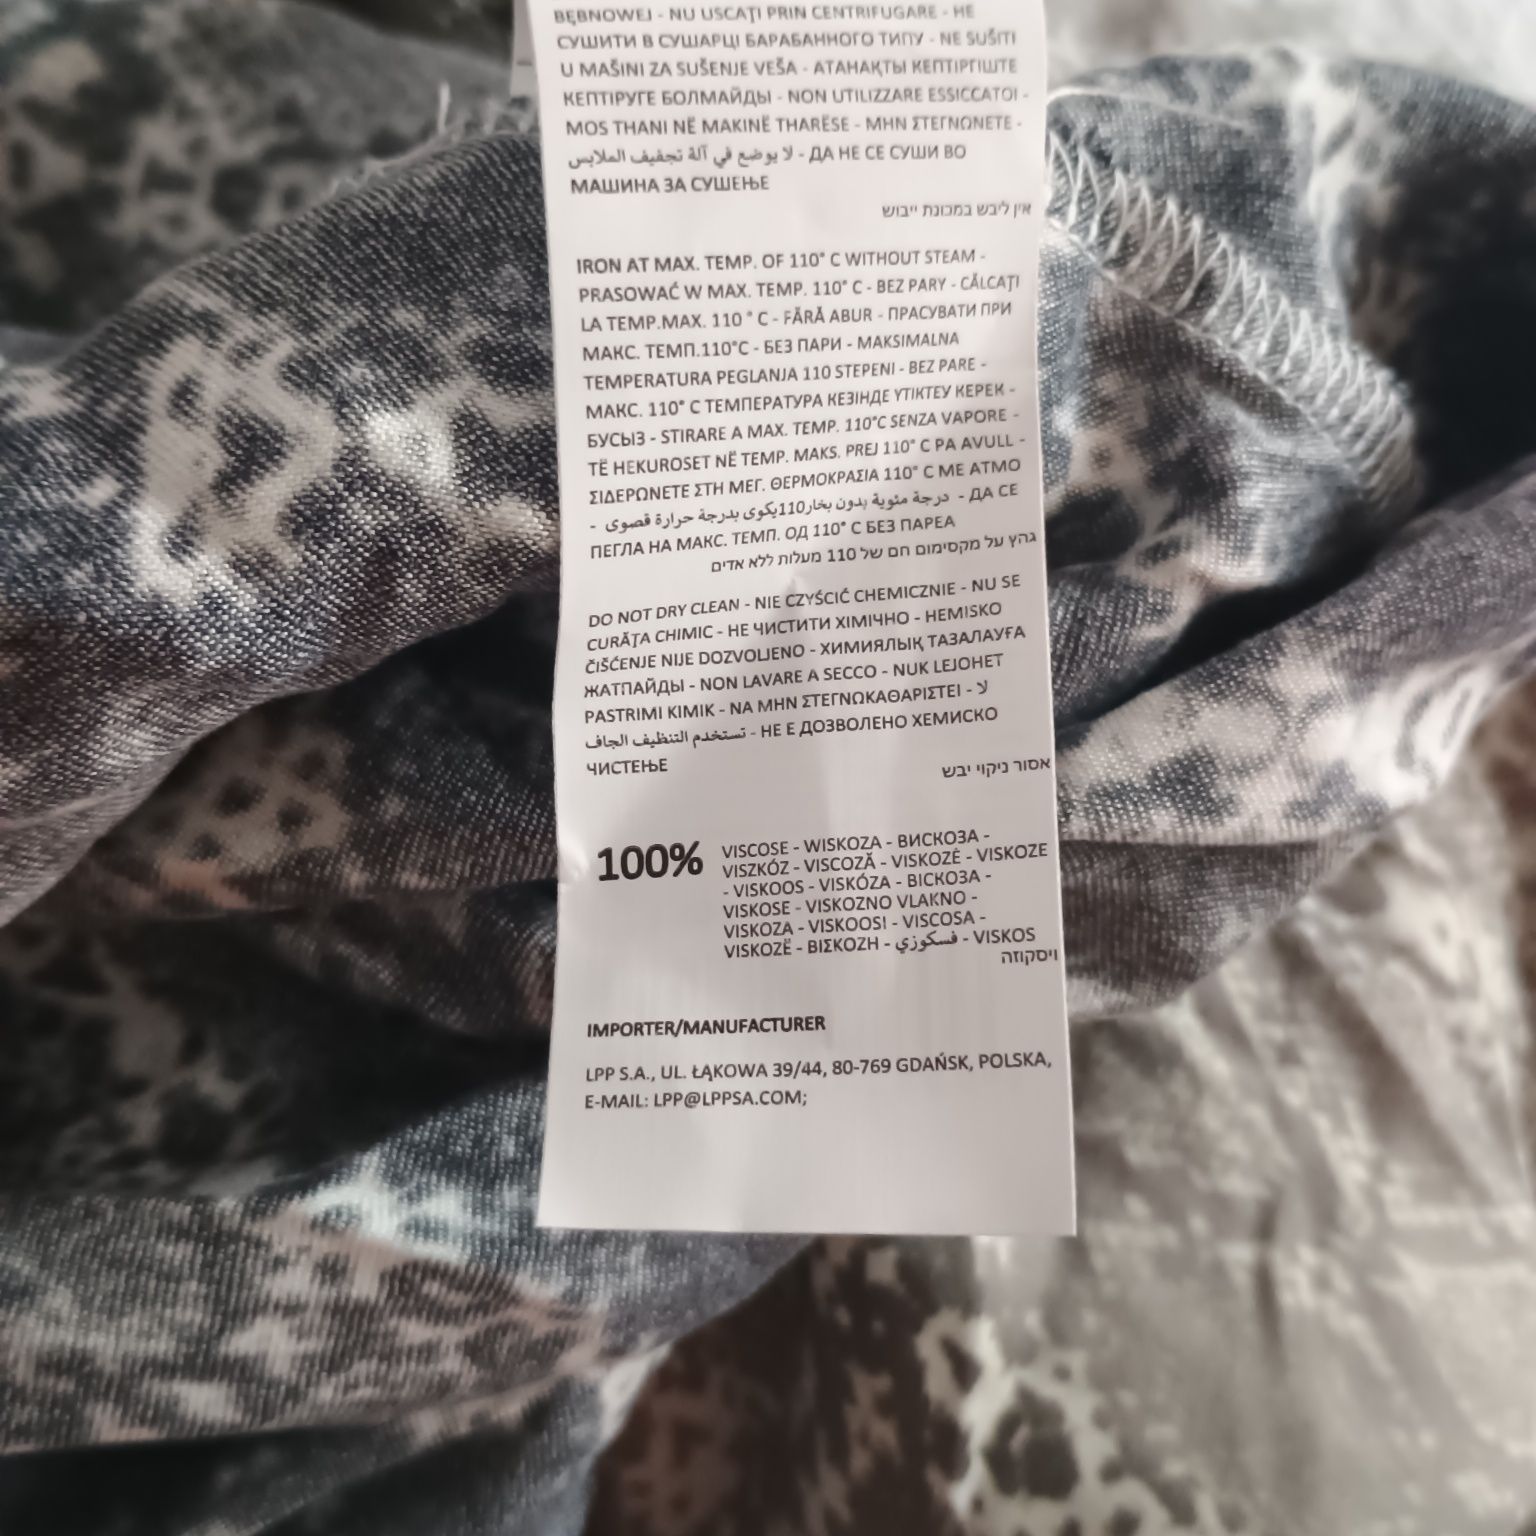 BĘBNOWEJ - NU USCAȚI PRIN CENTRIFUGARE - НЕ
СУШИТИ В СУШАРЦІ БАРАБАННОГО ТИПУ - NE SUŠITI
U MAŠINI ZA SUŠENJE VEŠA - АТАНАҚТЫ КЕПТІРГІШТЕ
КЕПТІРУГЕ БОЛМАЙДЫ - NON UTILIZZARE ESSICCATOI -
MOS THANI NË MAKINË THARËSE - ΜΗΝ ΣΤΕΓΝΩΝΕΤΕ -
لا يوضع في آلة تجفيف الملابس - ДА НЕ СЕ СУШИ ВО
МАШИНА ЗА СУШЕЊЕ
אין ליבש במכונת ייבוש
IRON AT MAX. TEMP. OF 110° C WITHOUT STEAM -
PRASOWAĆ W MAX. TEMP. 110° C - BEZ PARY - CĂLCAȚI
LA TEMP.MAX. 110 ° C - FĂRĂ ABUR - ПРАСУВАТИ ПРИ
МАКС. ТЕМП.110°С - БЕЗ ПАРИ - MAKSIMALNA
TEMPERATURA PEGLANJA 110 STEPENI - BEZ PARE -
МАКС. 110° С ТЕМПЕРАТУРА КЕЗІНДЕ ҮТІКТЕУ КЕРЕК -
БУСЫЗ - STIRARE A MAX. TEMP. 110°C SENZA VAPORE -
TË HEKUROSET NË TEMP. MAKS. PREJ 110° C PA AVULL -
ΣΙΔΕΡΩΝΕΤΕ ΣΤΗ ΜΕΓ. ΘΕΡΜΟΚΡΑΣΙΑ 110° C ΜΕ ΑΤΜΟ
- يكوى بدرجة حرارة قصوى 110درجة مئوية بدون بخار - ДА СЕ
ПЕГЛА НА МАКС. ТЕМП. ОД 110° С БЕЗ ПАРЕА
גהץ על מקסימום חם של 110 מעלות ללא אדים
DO NOT DRY CLEAN - NIE CZYŚCIĆ CHEMICZNIE - NU SE
CURĂȚA CHIMIC - НЕ ЧИСТИТИ ХІМІЧНО - HEMISKO
ČIŠĆENJE NIJE DOZVOLJENO - ХИМИЯЛЫҚ ТАЗАЛАУҒА
ЖАТПАЙДЫ - NON LAVARE A SECCO - NUK LEJOHET
PASTRIMI KIMIK - ΝΑ ΜΗΝ ΣΤΕΓΝΩΚΑΘΑΡΙΣΤΕΙ - لا
تستخدم التنظيف الجاف - НЕ Е ДОЗВОЛЕНО ХЕМИСКО
ЧИСТЕЊЕ
אסור ניקוי יבש
100% VISCOSE - WISKOZA - ВИСКОЗА -
VISZKÓZ - VISCOZĂ - VISKOZĖ - VISKOZE
- VISKOOS - VISKÓZA - ВІСКОЗА -
VISKOSE - VISKOZNO VLAKNO -
VISKOZA - VISKOOSI - VISCOSA -
VISKOZË - ΒΙΣΚΟΖΗ - فسكوزي - VISKOS
ויסקוזה
IMPORTER/MANUFACTURER
LPP S.A., UL. ŁĄKOWA 39/44, 80-769 GDAŃSK, POLSKA,
E-MAIL: LPP@LPPSA.COM;